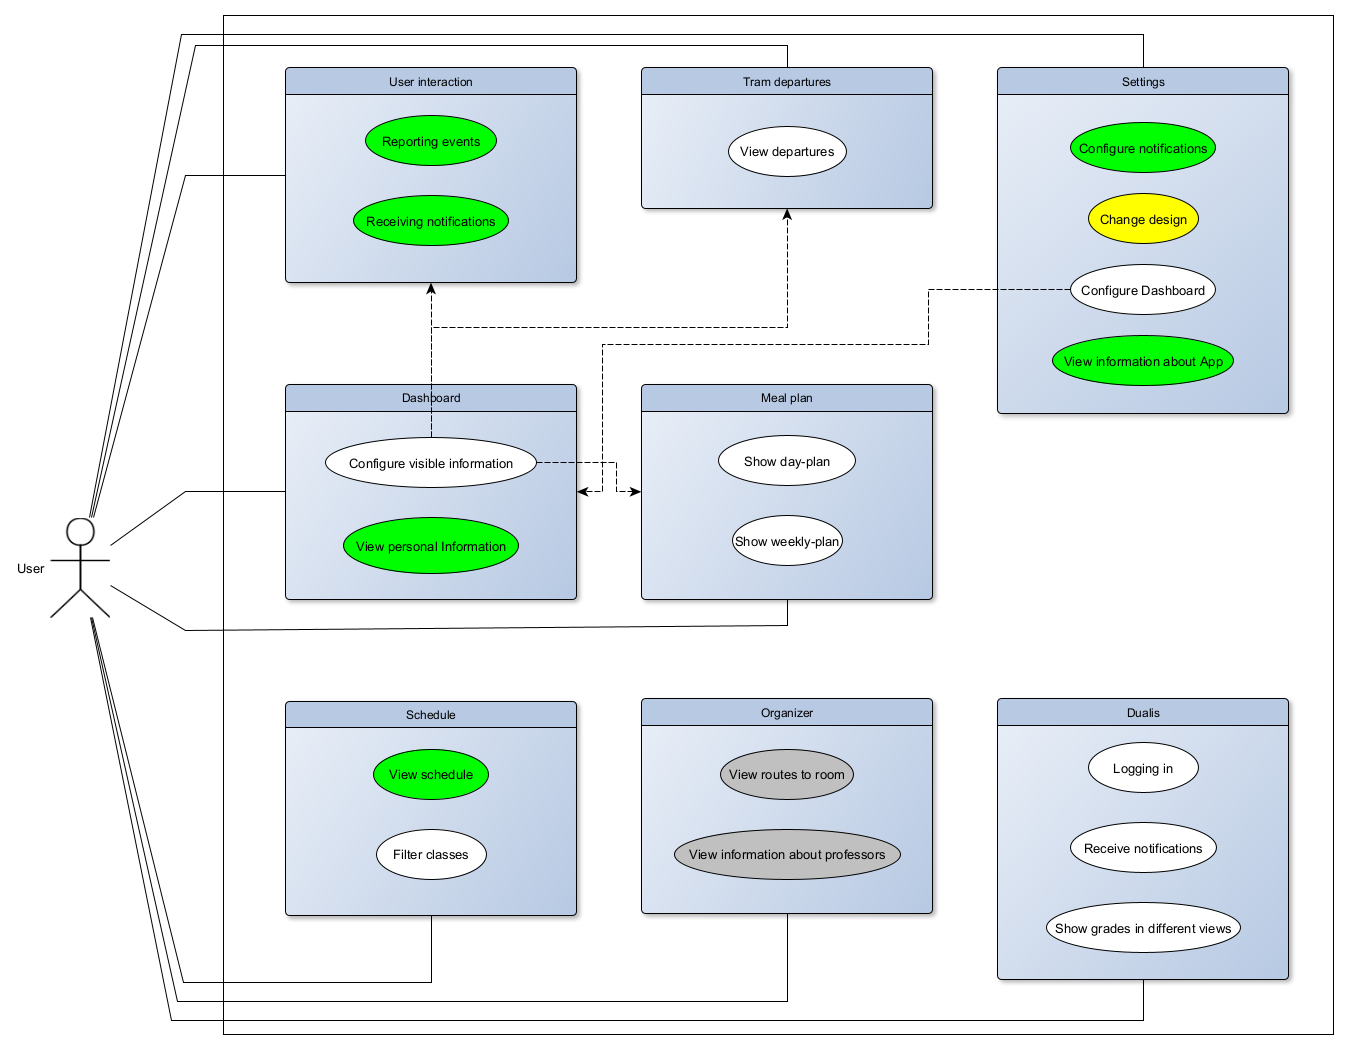 User interaction
Reporting events
Receiving notifications
Tram departures
View departures
Settings
Configure notifications
Change design
Configure Dashboard
View information about App
Dashboard
Configure visible information
View personal Information
Meal plan
Show day-plan
Show weekly-plan
User
Schedule
View schedule
Filter classes
Organizer
View routes to room
View information about professors
Dualis
Logging in
Receive notifications
Show grades in different views